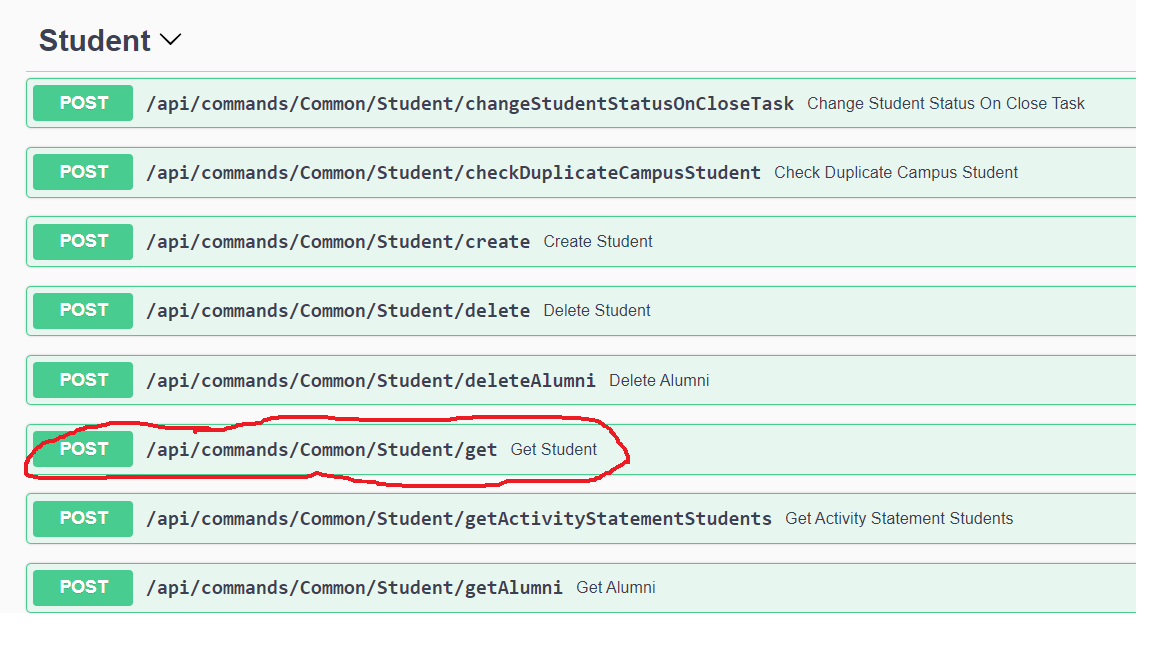 Student
POST /api/commands/Common/Student/changeStudentStatusOnCloseTask Change Student Status On Close Task
POST /api/commands/Common/Student/checkDuplicateCampusStudent Check Duplicate Campus Student
POST /api/commands/Common/Student/create Create Student
POST /api/commands/Common/Student/delete Delete Student
POST /api/commands/Common/Student/deleteAlumni Delete Alumni
POST /api/commands/Common/Student/get Get Student
POST /api/commands/Common/Student/getActivityStatementStudents Get Activity Statement Students
POST /api/commands/Common/Student/getAlumni Get Alumni